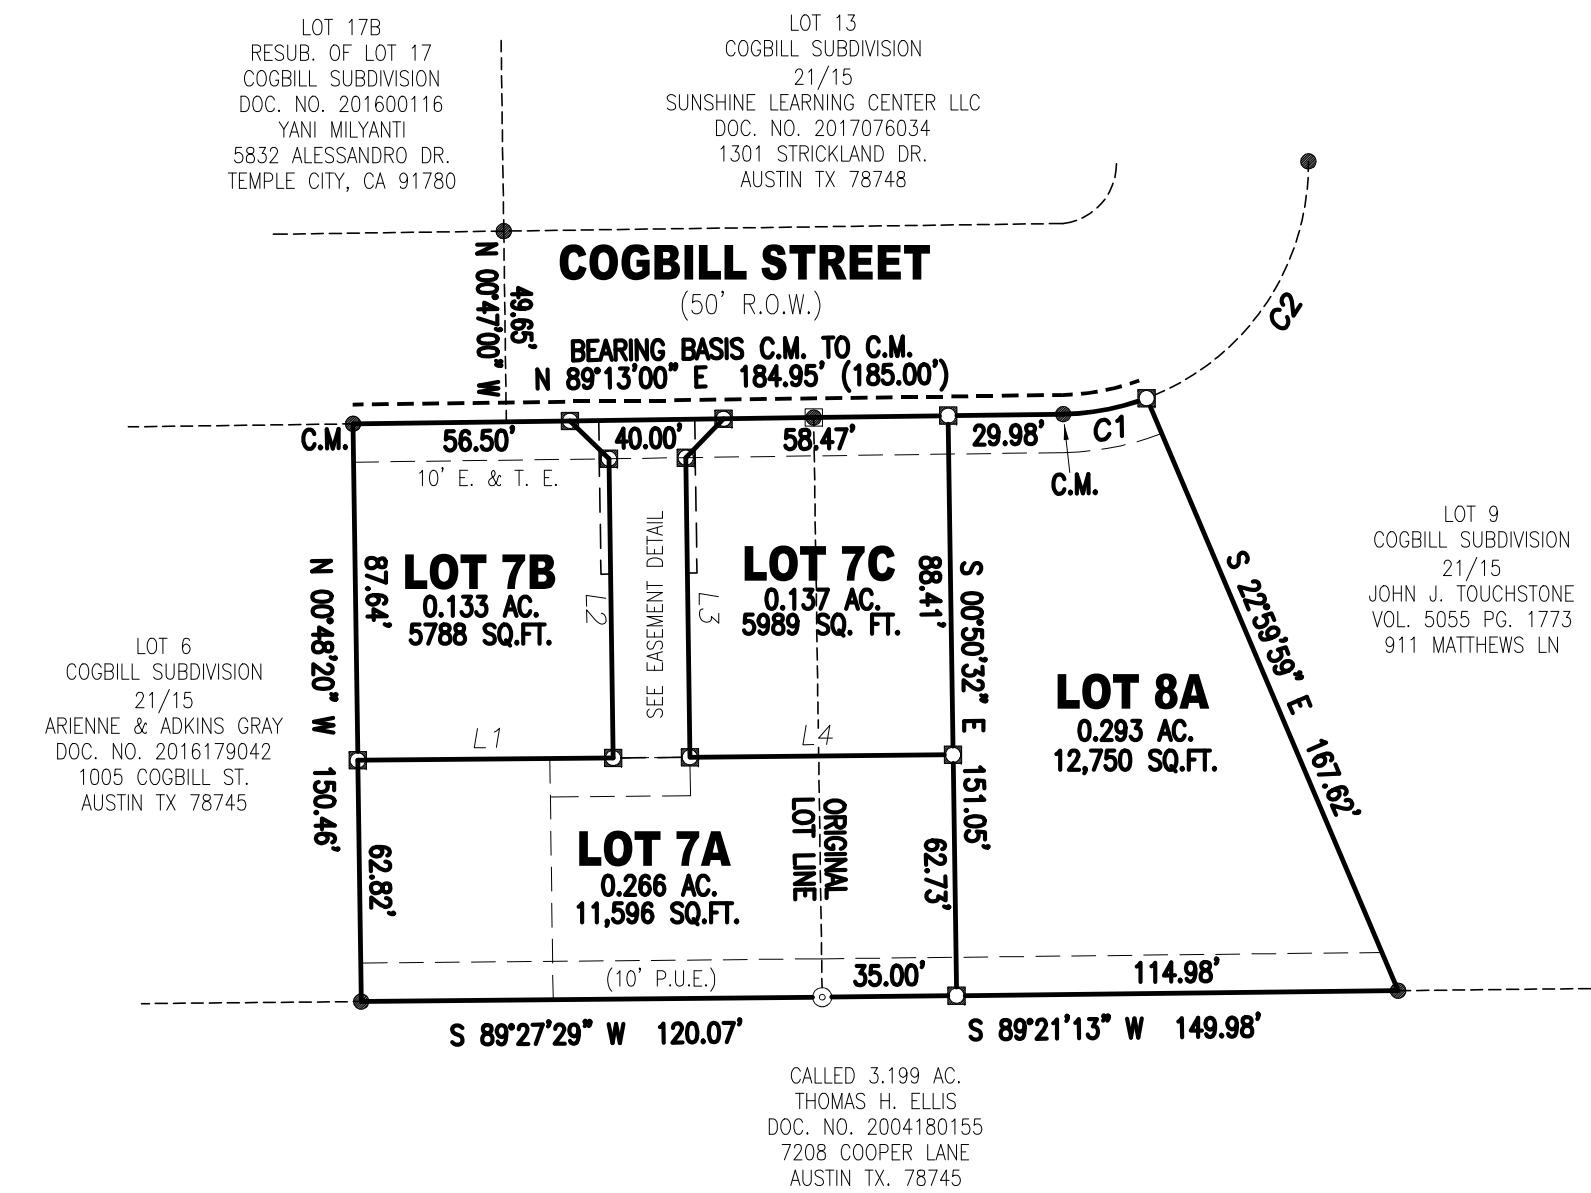 LOT 17B
RESUB. OF LOT 17
COGBILL SUBDIVISION
DOC. NO. 201600116
YANI MILYANTI
5832 ALESSANDRO DR.
TEMPLE CITY, CA 91780
LOT 13
COGBILL SUBDIVISION
21/15
SUNSHINE LEARNING CENTER LLC
DOC. NO. 2017076034
1301 STRICKLAND DR.
AUSTIN TX 78748
COGBILL STREET
(50' R.O.W.)
N 00°47'00" W
49.65'
C2
BEARING BASIS C.M. TO C.M.
N 89°13'00" E 184.95' (185.00')
C.M.
56.50'
40.00'
58.47'
29.98'
C1
C.M.
10' E. & T. E.
LOT 7B
0.133 AC.
5788 SQ.FT.
LOT 7C
0.137 AC.
5989 SQ. FT.
N 00°48'20" W 150.46'
87.64'
L2
SEE EASEMENT DETAIL
L3
88.41'
S 00°50'32" E 151.05'
S 22°59'59" E 167.62'
LOT 9
COGBILL SUBDIVISION
21/15
JOHN J. TOUCHSTONE
VOL. 5055 PG. 1773
911 MATTHEWS LN
LOT 6
COGBILL SUBDIVISION
21/15
ARIENNE & ADKINS GRAY
DOC. NO. 2016179042
1005 COGBILL ST.
AUSTIN TX 78745
LOT 8A
0.293 AC.
12,750 SQ.FT.
L1
L4
LOT 7A
0.266 AC.
11,596 SQ.FT.
ORIGINAL
LOT LINE
62.82'
62.73'
(10' P.U.E.)
35.00'
114.98'
S 89°27'29" W 120.07'
S 89°21'13" W 149.98'
CALLED 3.199 AC.
THOMAS H. ELLIS
DOC. NO. 2004180155
7208 COOPER LANE
AUSTIN TX. 78745